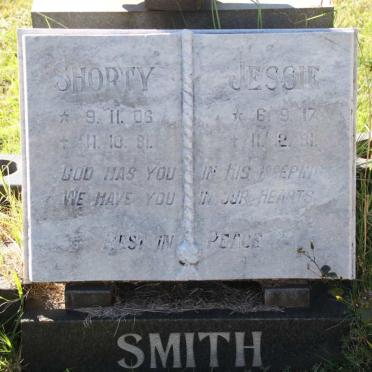 SHORTY JESSIE
* 9. 11. 06 * 6. 9. 17
† 11. 10. 81. † 11. 2. 81.
GOD HAS YOU IN HIS KEEPING
WE HAVE YOU IN OUR HEARTS
REST IN PEACE
SMITH